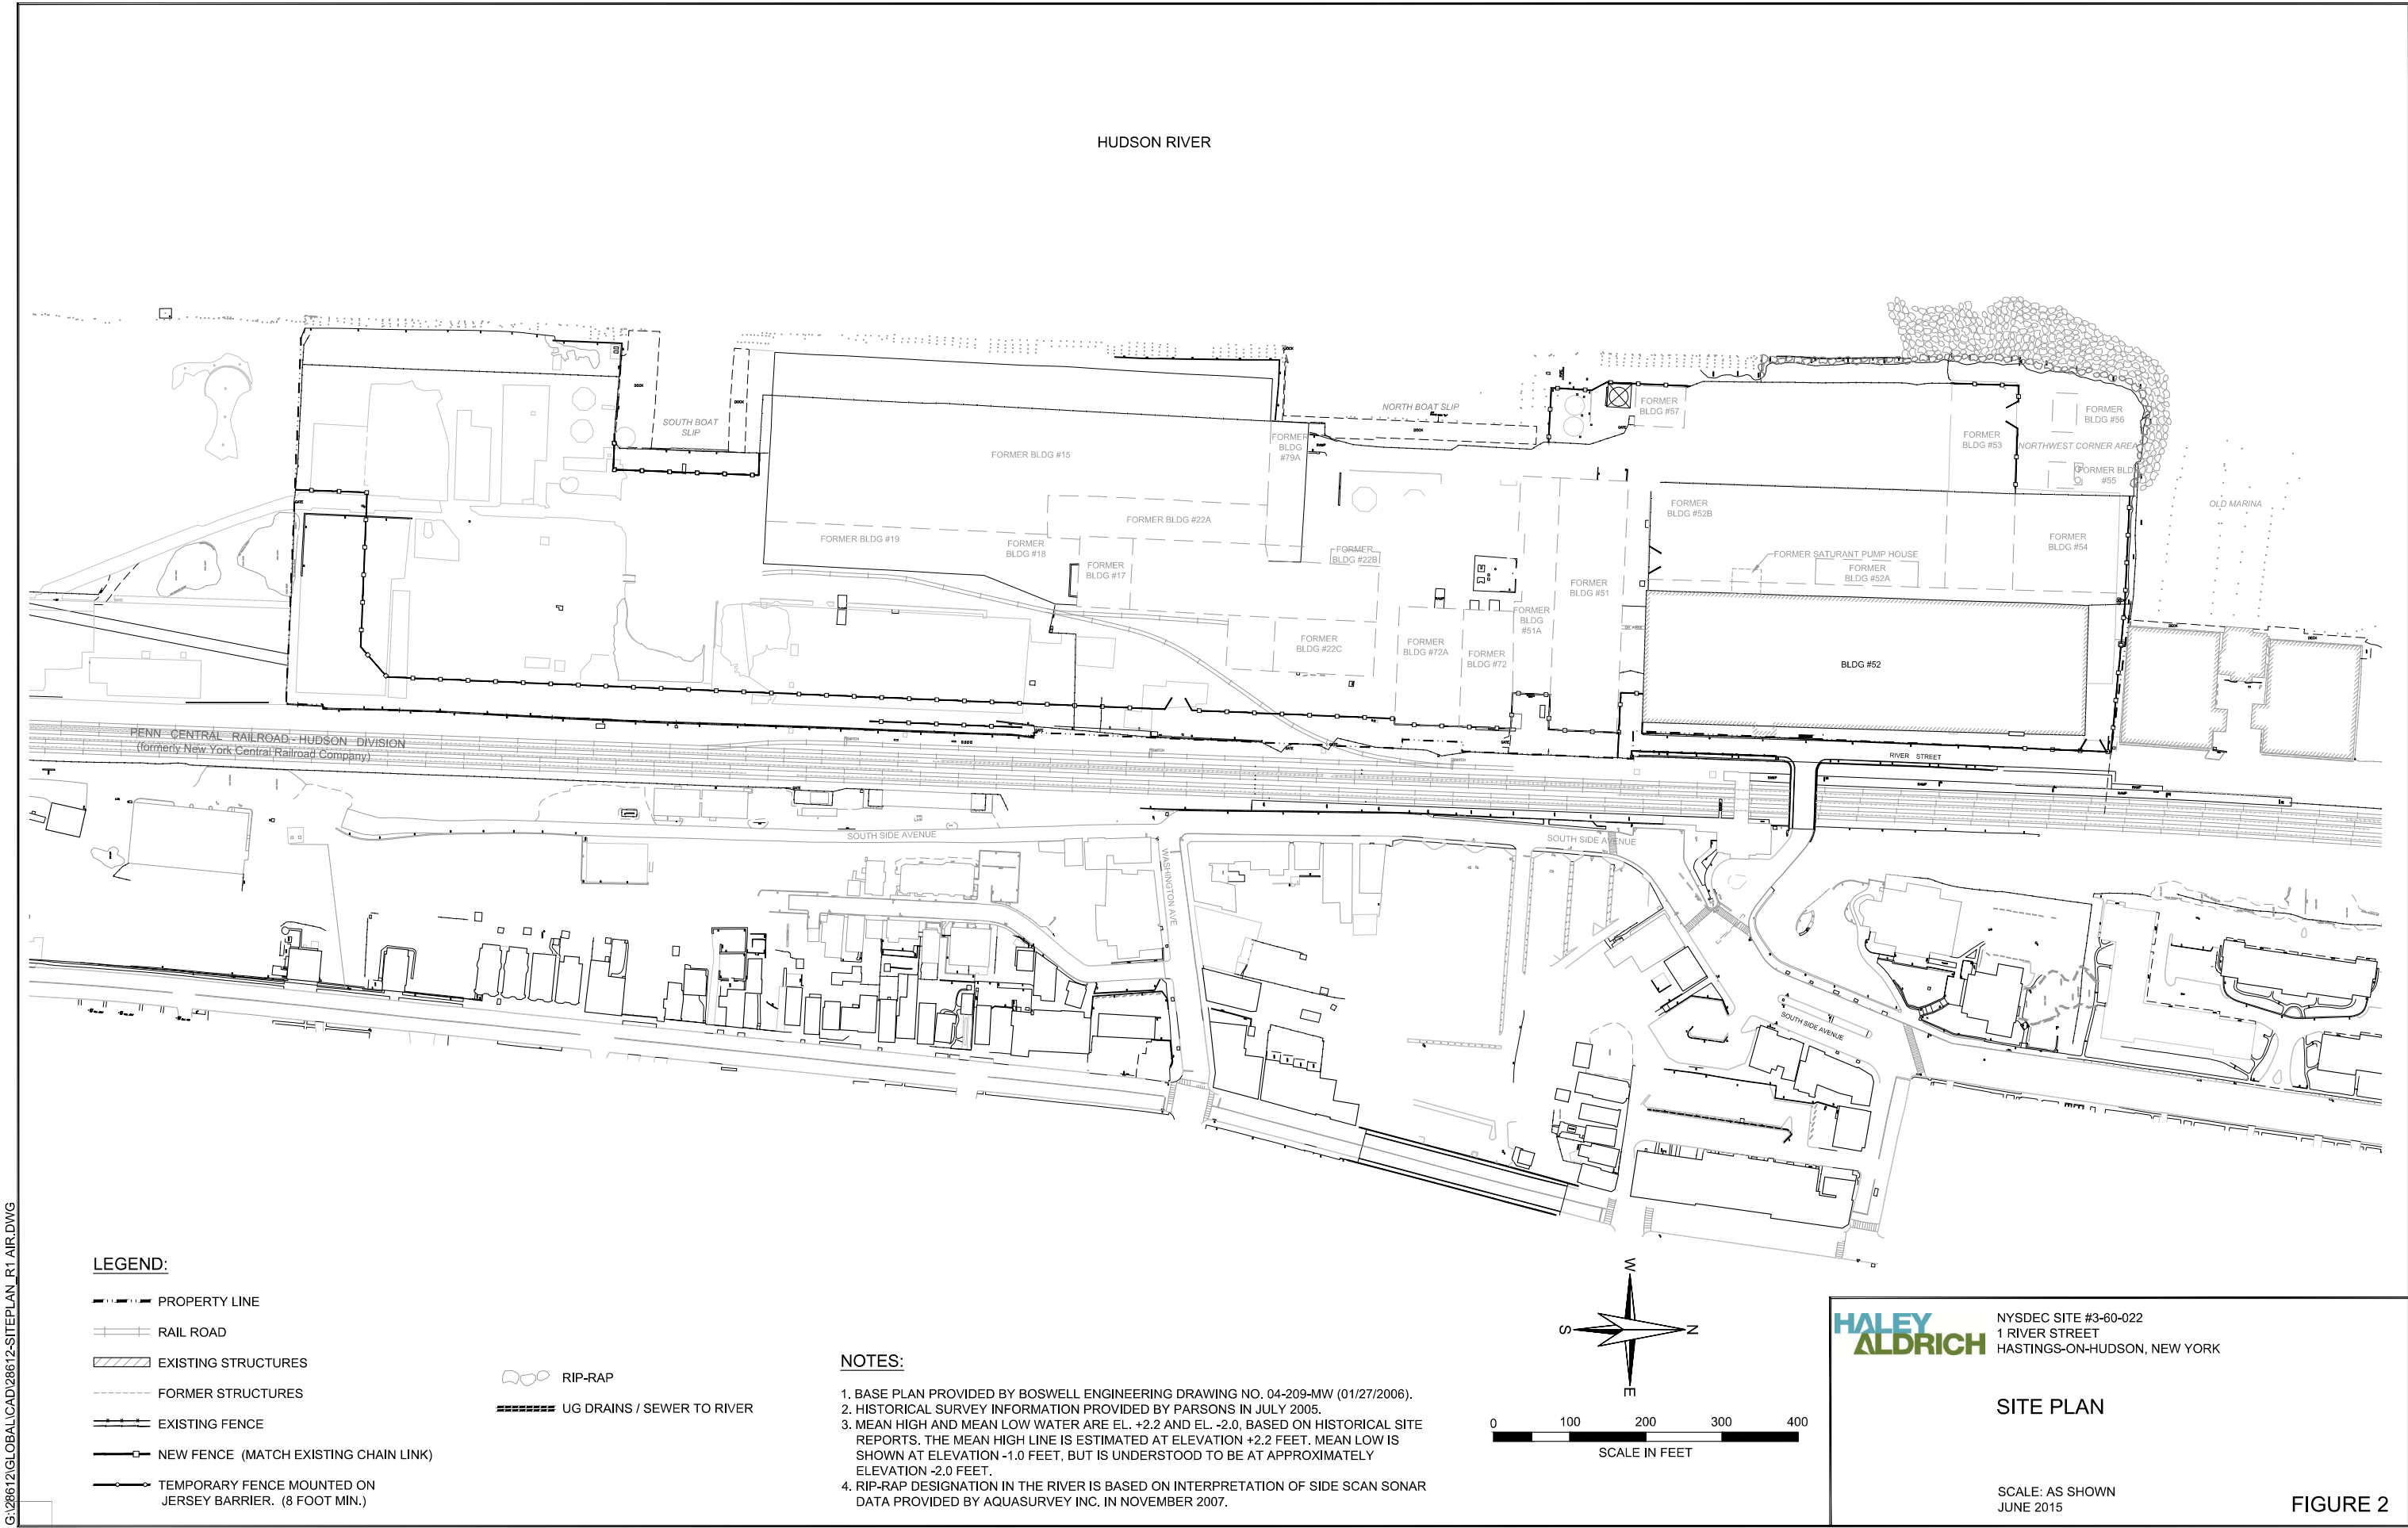 HUDSON RIVER
SOUTH BOAT
SLIP
DOCK
DOCK
NORTH BOAT SLIP
DOCK
DOCK
FORMER BLDG #15
FORMER
BLDG
#79A
FORMER
BLDG #57
FORMER
BLDG #53
FORMER
BLDG #56
NORTHWEST CORNER AREA
FORMER BLD
#55
OLD MARINA
FORMER BLDG #22A
FORMER BLDG #19
FORMER
BLDG #18
FORMER
BLDG #17
FORMER
BLDG #22B
FORMER
BLDG #52B
FORMER
BLDG #54
FORMER SATURANT PUMP HOUSE
FORMER
BLDG #52A
FORMER
BLDG #51
FORMER
BLDG
#51A
FORMER
BLDG #22C
FORMER
BLDG #72A
FORMER
BLDG #72
BLDG #52
DOCK
DOCK
GATE
PENN CENTRAL RAILROAD - HUDSON DIVISION
(formerly New York Central Railroad Company)
RIVER STREET
SOUTH SIDE AVENUE
WASHINGTON AVE
SOUTH SIDE AVENUE
SOUTH SIDE AVENUE
LEGEND:
PROPERTY LINE
RAIL ROAD
EXISTING STRUCTURES
FORMER STRUCTURES
EXISTING FENCE
NEW FENCE (MATCH EXISTING CHAIN LINK)
TEMPORARY FENCE MOUNTED ON
JERSEY BARRIER. (8 FOOT MIN.)
RIP-RAP
UG DRAINS / SEWER TO RIVER
NOTES:
1. BASE PLAN PROVIDED BY BOSWELL ENGINEERING DRAWING NO. 04-209-MW (01/27/2006).
2. HISTORICAL SURVEY INFORMATION PROVIDED BY PARSONS IN JULY 2005.
3. MEAN HIGH AND MEAN LOW WATER ARE EL. +2.2 AND EL. -2.0, BASED ON HISTORICAL SITE
REPORTS. THE MEAN HIGH LINE IS ESTIMATED AT ELEVATION +2.2 FEET. MEAN LOW IS
SHOWN AT ELEVATION -1.0 FEET, BUT IS UNDERSTOOD TO BE AT APPROXIMATELY
ELEVATION -2.0 FEET.
4. RIP-RAP DESIGNATION IN THE RIVER IS BASED ON INTERPRETATION OF SIDE SCAN SONAR
DATA PROVIDED BY AQUASURVEY INC. IN NOVEMBER 2007.
W
S
N
E
0 100 200 300 400
SCALE IN FEET
HALEY
ALDRICH
NYSDEC SITE #3-60-022
1 RIVER STREET
HASTINGS-ON-HUDSON, NEW YORK
SITE PLAN
SCALE: AS SHOWN
JUNE 2015
FIGURE 2
G:\28612\GLOBAL\CAD\28612-SITEPLAN_R1 AIR.DWG